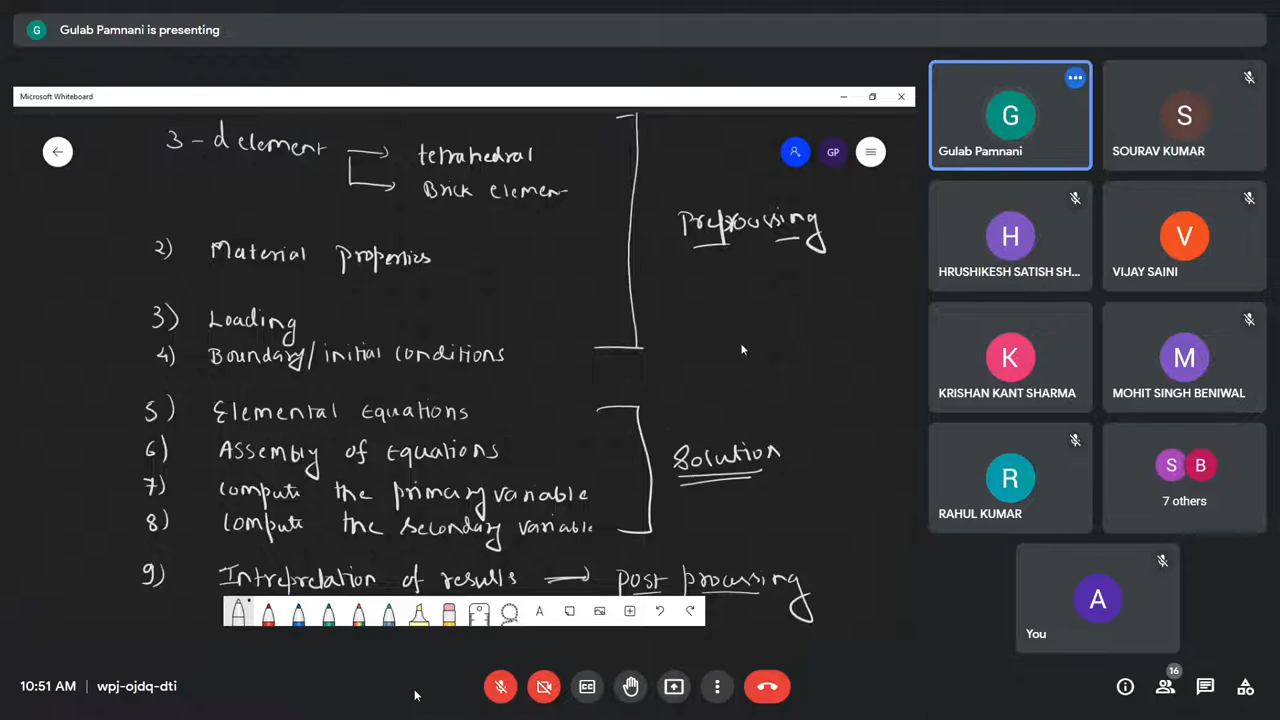 G Gulab Pamnani is presenting
Microsoft Whiteboard
3-d element → tetrahedral
→ Brick elemen
GP
Preprocessing
2) Material properties
3) Loading
4) Boundary/initial conditions
5) Elemental Equations
6) Assembly of Equations
Solution
7) compute the primary variable
8) compute the secondary variable
9) Intrepretation of results → post processing
A
G
Gulab Pamnani
S
SOURAV KUMAR
H
HRUSHIKESH SATISH SH...
V
VIJAY SAINI
K
KRISHAN KANT SHARMA
M
MOHIT SINGH BENIWAL
R
RAHUL KUMAR
S B
7 others
A
You
10:51 AM | wpj-ojdq-dti
CC
16